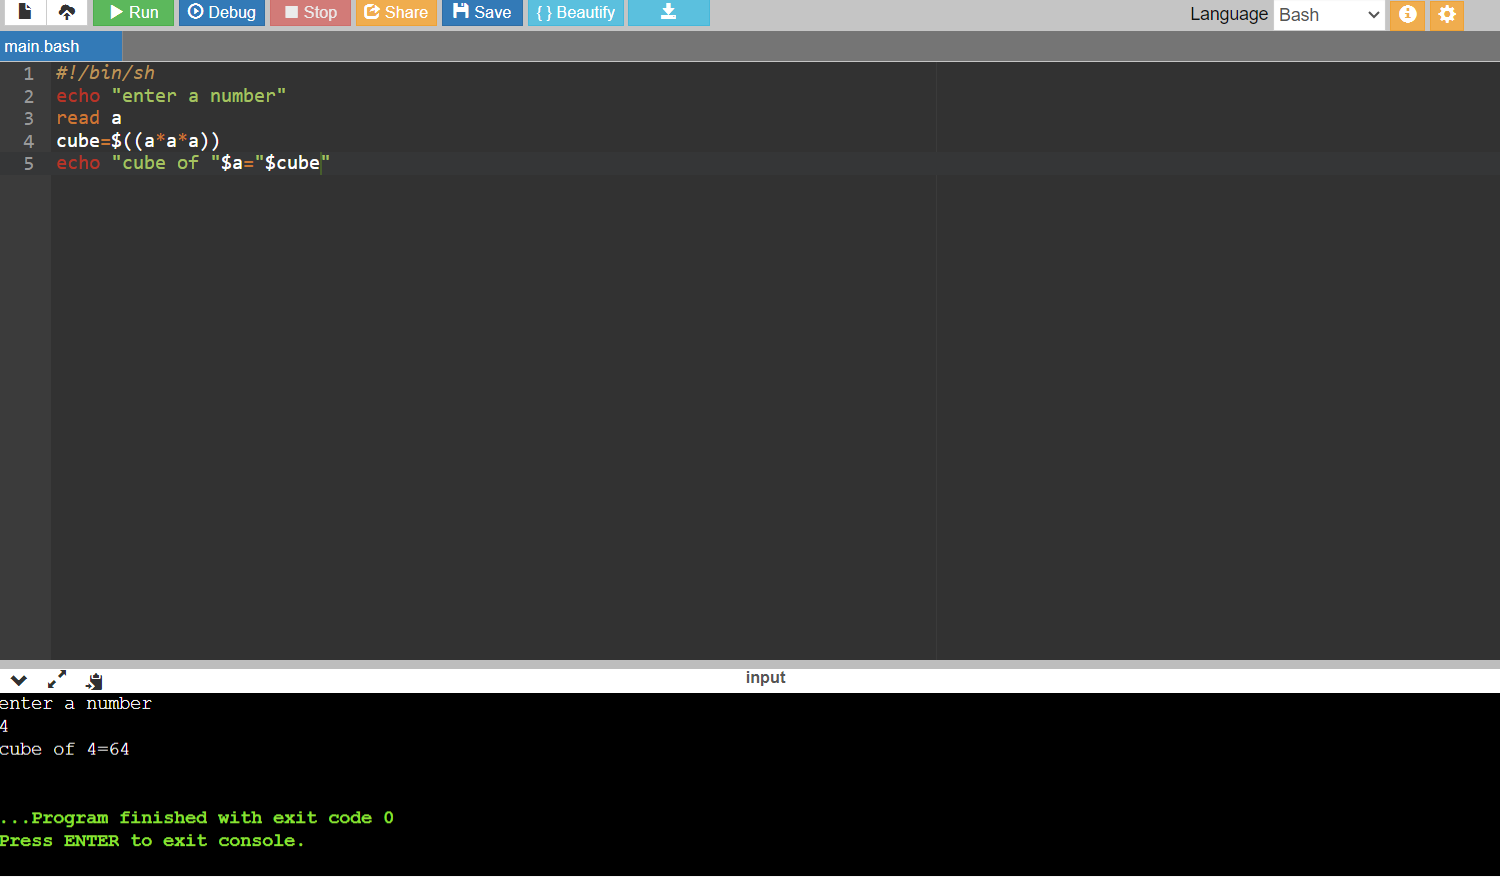 Run Debug Stop Share Save { } Beautify Language Bash
main.bash
1 #!/bin/sh
2 echo "enter a number"
3 read a
4 cube=$((a*a*a))
5 echo "cube of "$a="$cube"
input
enter a number
4
cube of 4=64
...Program finished with exit code 0
Press ENTER to exit console.